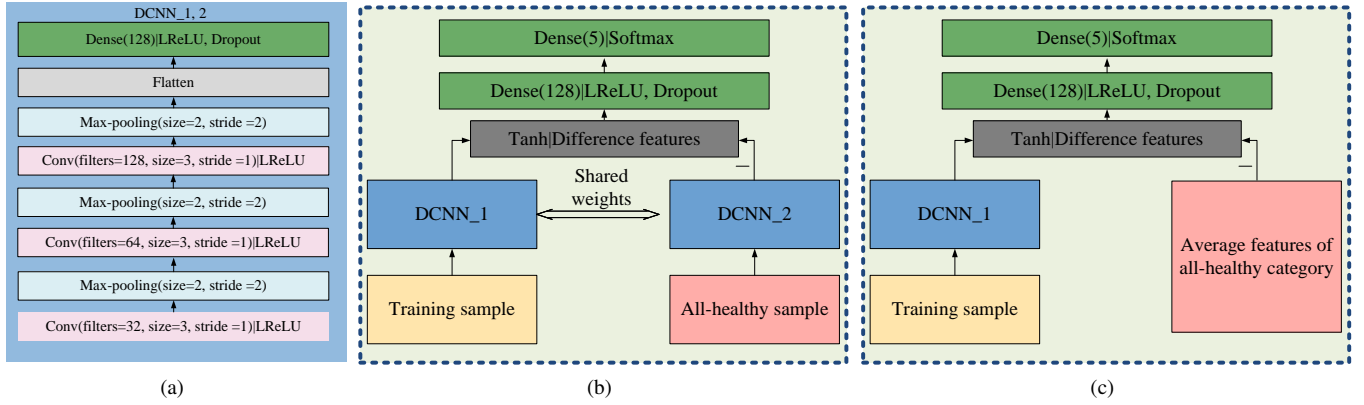 DCNN_1, 2
Dense(128)|LReLU, Dropout
Flatten
Max-pooling(size=2, stride =2)
Conv(filters=128, size=3, stride =1)|LReLU
Max-pooling(size=2, stride =2)
Conv(filters=64, size=3, stride =1)|LReLU
Max-pooling(size=2, stride =2)
Conv(filters=32, size=3, stride =1)|LReLU
(a)
Dense(5)|Softmax
Dense(128)|LReLU, Dropout
Tanh|Difference features
−
Shared
weights
DCNN_1
DCNN_2
Training sample
All-healthy sample
(b)
Dense(5)|Softmax
Dense(128)|LReLU, Dropout
Tanh|Difference features
−
DCNN_1
Average features of
all-healthy category
Training sample
(c)